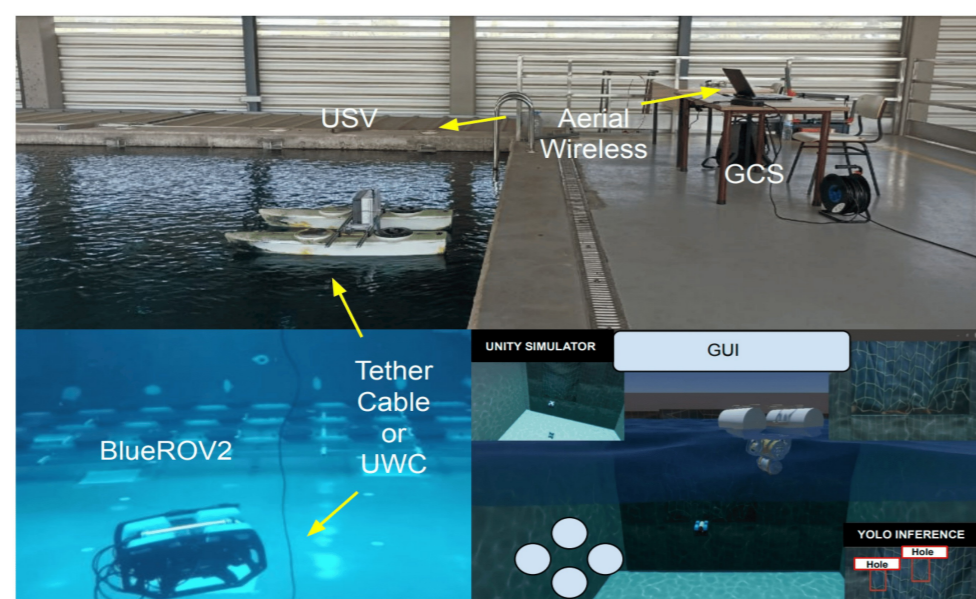 USV
Aerial
Wireless
GCS
Tether
Cable
or
UWC
BlueROV2
UNITY SIMULATOR
GUI
YOLO INFERENCE
Hole
Hole